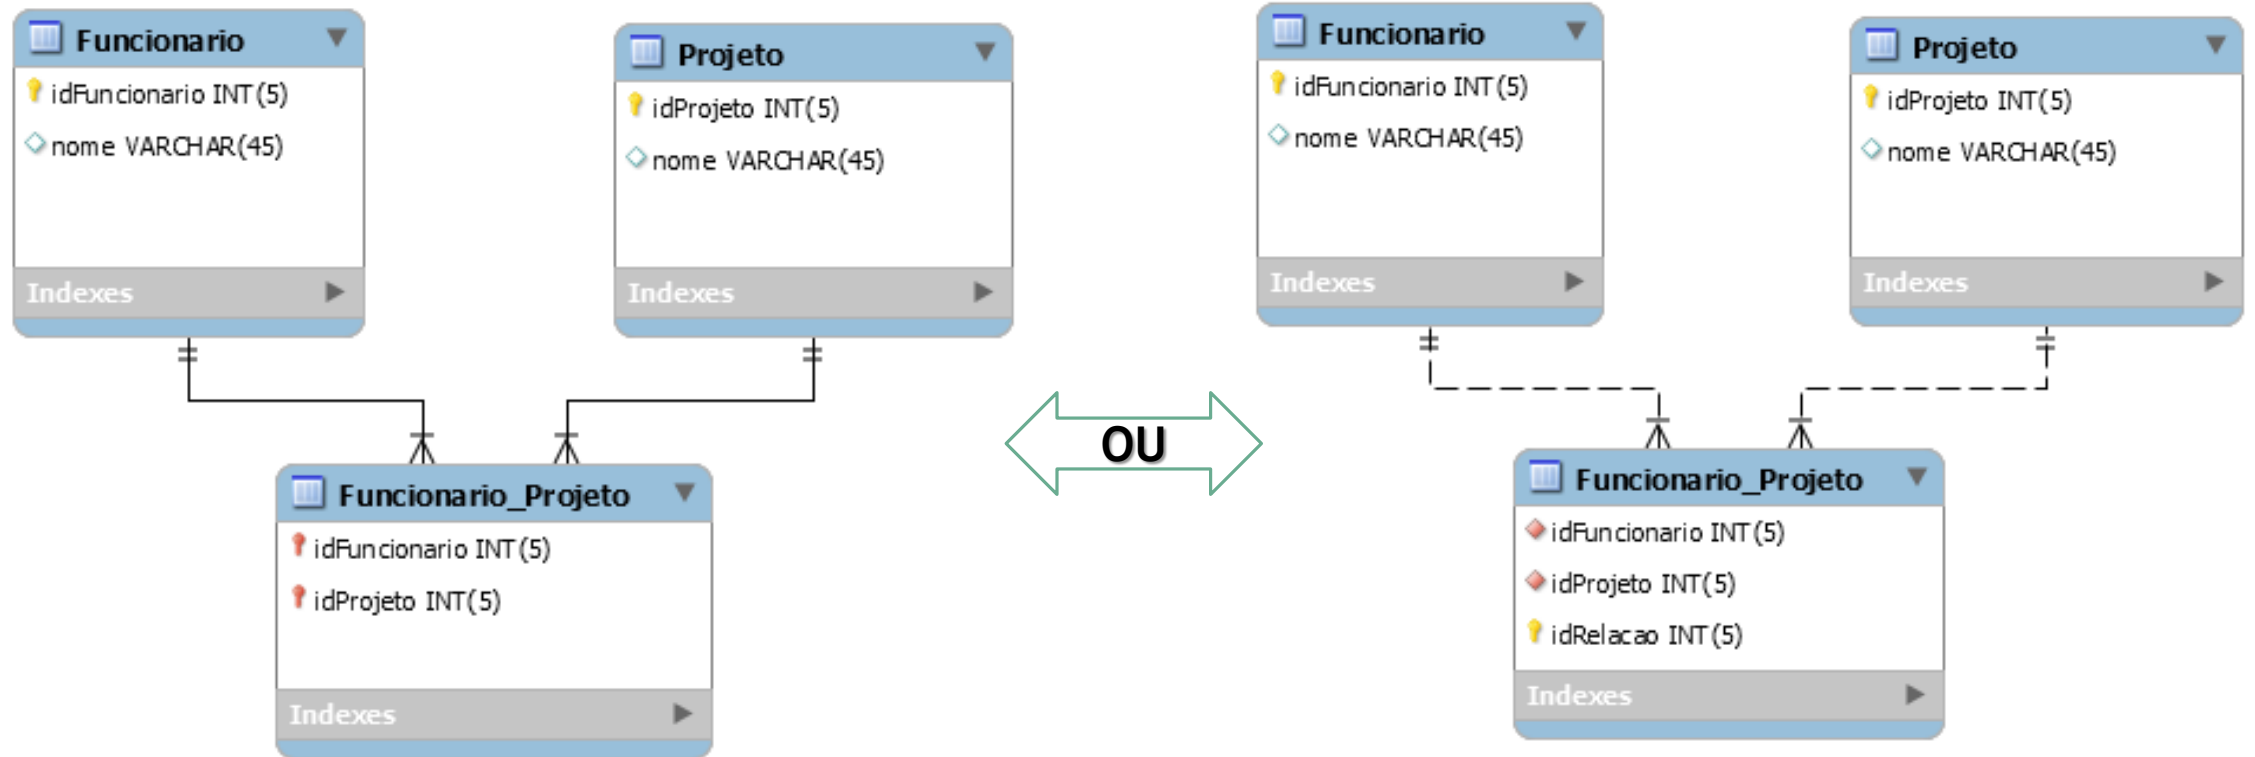 Funcionario
idFuncionario INT(5)
nome VARCHAR(45)
Indexes
Projeto
idProjeto INT(5)
nome VARCHAR(45)
Indexes
Funcionario_Projeto
idFuncionario INT(5)
idProjeto INT(5)
Indexes
OU
Funcionario
idFuncionario INT(5)
nome VARCHAR(45)
Indexes
Projeto
idProjeto INT(5)
nome VARCHAR(45)
Indexes
Funcionario_Projeto
idFuncionario INT(5)
idProjeto INT(5)
idRelacao INT(5)
Indexes